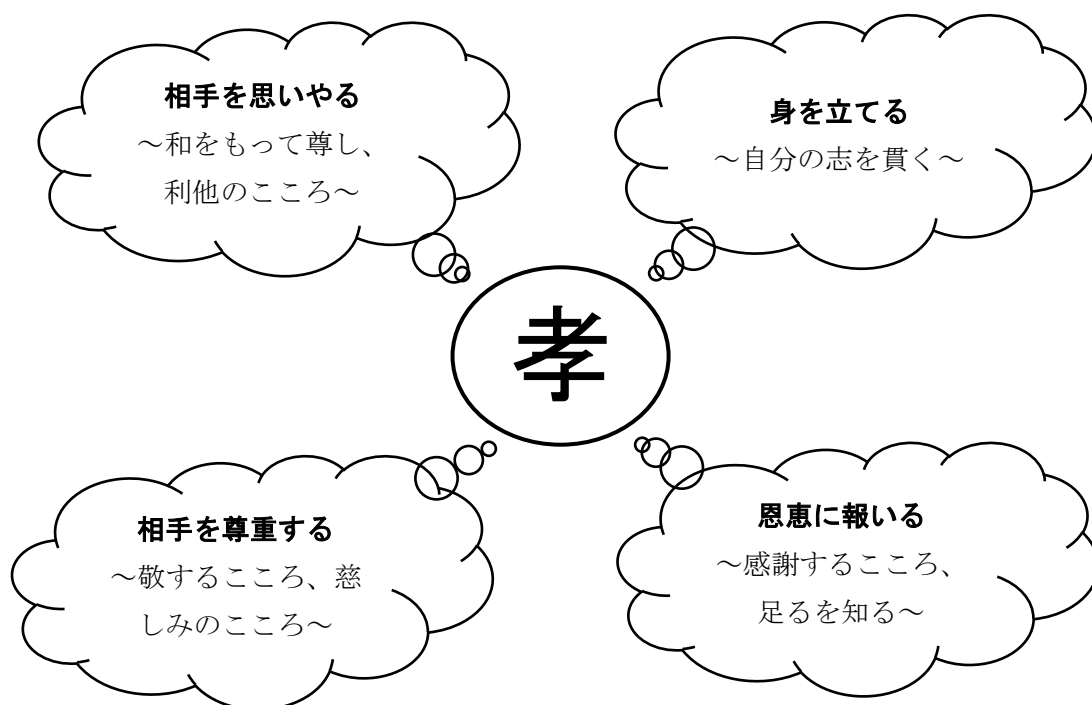 相手を思いやる
～和をもって尊し、
利他のこころ～
身を立てる
～自分の志を貫く～
孝
相手を尊重する
～敬するこころ、慈
しみのこころ～
恩恵に報いる
～感謝するこころ、
足るを知る～